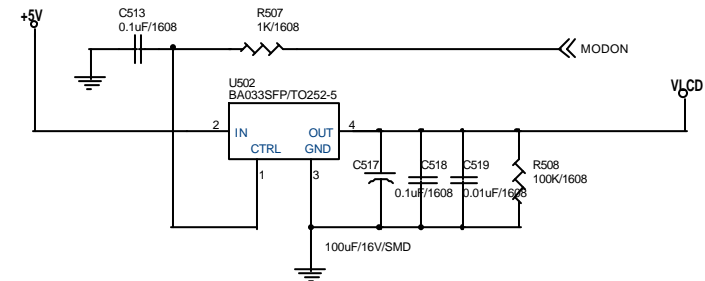 +5V
C513
0.1uF/1608
R507
1K/1608
MODON
U502
BA033SFP/TO252-5
VLCD
2
IN
OUT
4
CTRL
GND
1
3
C517
C518
0.1uF/1608
C519
0.01uF/1608
R508
100K/1608
100uF/16V/SMD